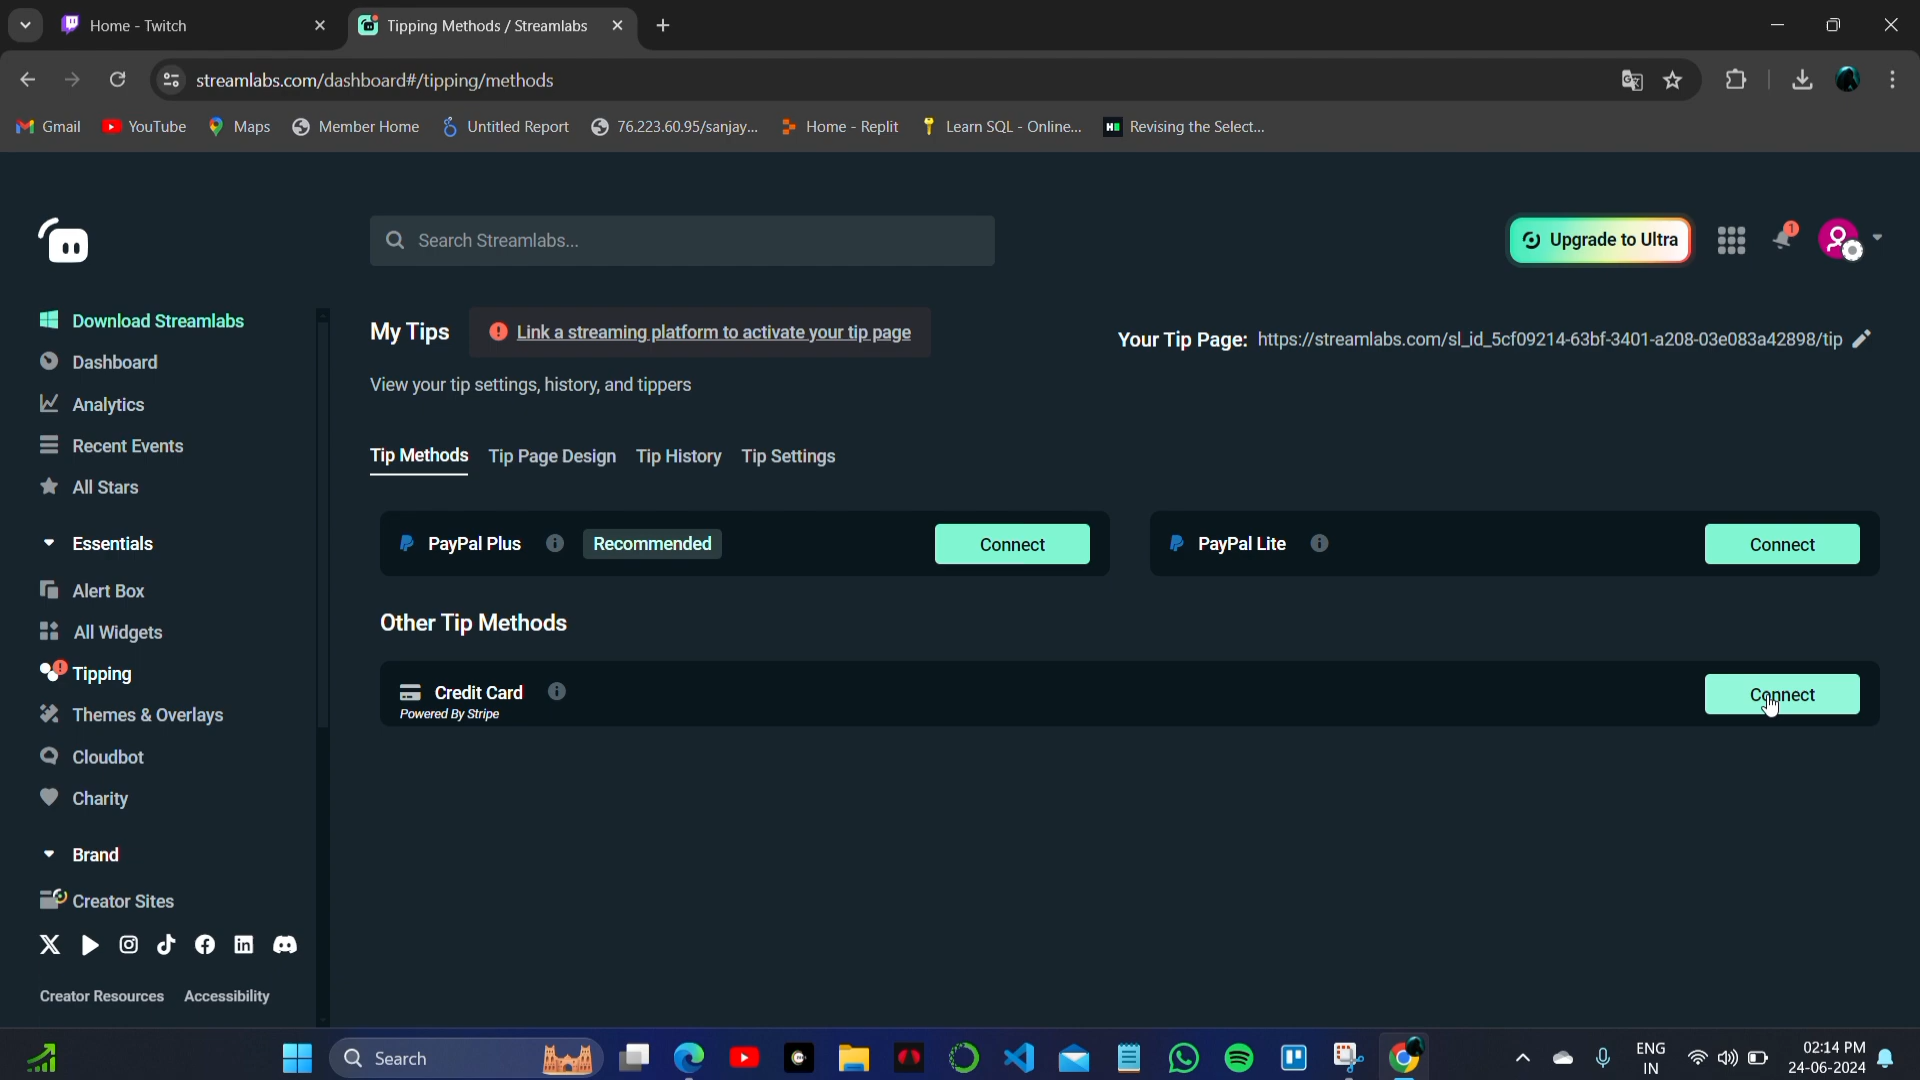 Home - Twitch
Tipping Methods / Streamlabs
streamlabs.com/dashboard#/tipping/methods
Gmail
YouTube
Maps
Member Home
Untitled Report
76.223.60.95/sanjay...
Home - Replit
Learn SQL - Online...
Revising the Select...
Search Streamlabs...
Upgrade to Ultra
1
Download Streamlabs
Dashboard
Analytics
Recent Events
All Stars
Essentials
Alert Box
All Widgets
Tipping
Themes & Overlays
Cloudbot
Charity
Brand
Creator Sites
Creator Resources Accessibility
My Tips
Link a streaming platform to activate your tip page
Your Tip Page: https://streamlabs.com/sl_id_5cf09214-63bf-3401-a208-03e083a42898/tip
View your tip settings, history, and tippers
Tip Methods Tip Page Design Tip History Tip Settings
PayPal Plus Recommended Connect
PayPal Lite Connect
Other Tip Methods
Credit Card
Powered By Stripe
Connect
Search
ENG
IN
02:14 PM
24-06-2024